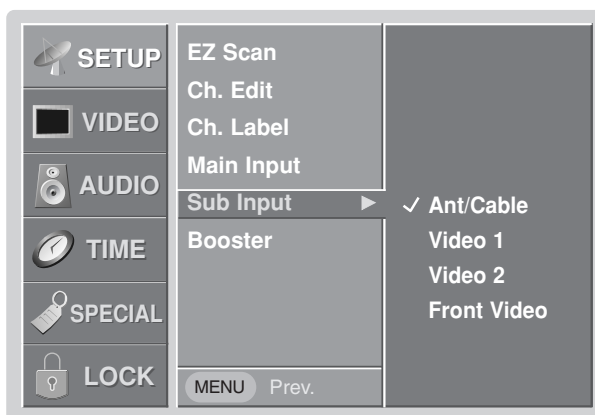 SETUP
VIDEO
AUDIO
TIME
SPECIAL
LOCK
EZ Scan
Ch. Edit
Ch. Label
Main Input
Sub Input ►
Booster
MENU Prev.
✓ Ant/Cable
Video 1
Video 2
Front Video